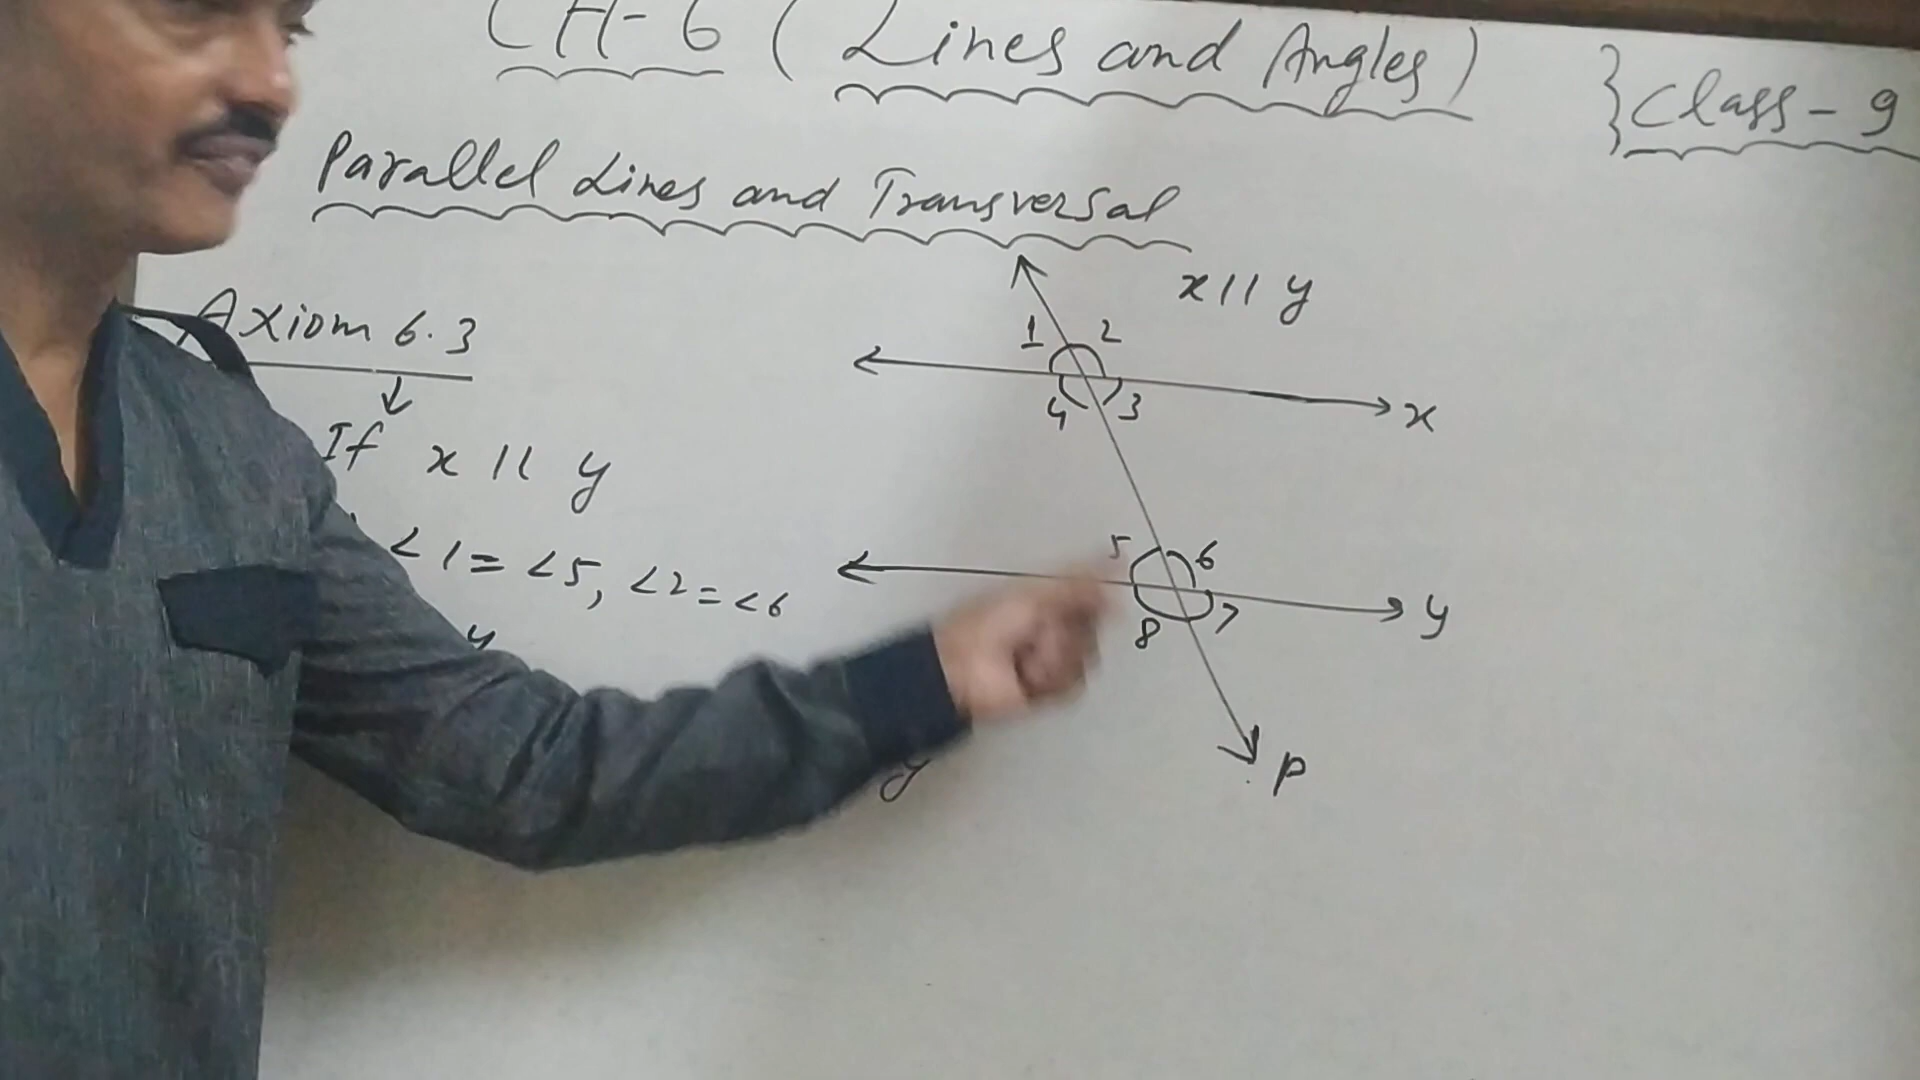 CH-6 (Lines and Angles)
} Class-9
Parallel Lines and Transversal
x || y
Axiom 6.3
If x || y
∠1=∠5, ∠2=∠6
y
y
1 2
4 3
x
5 6
8 7
y
p